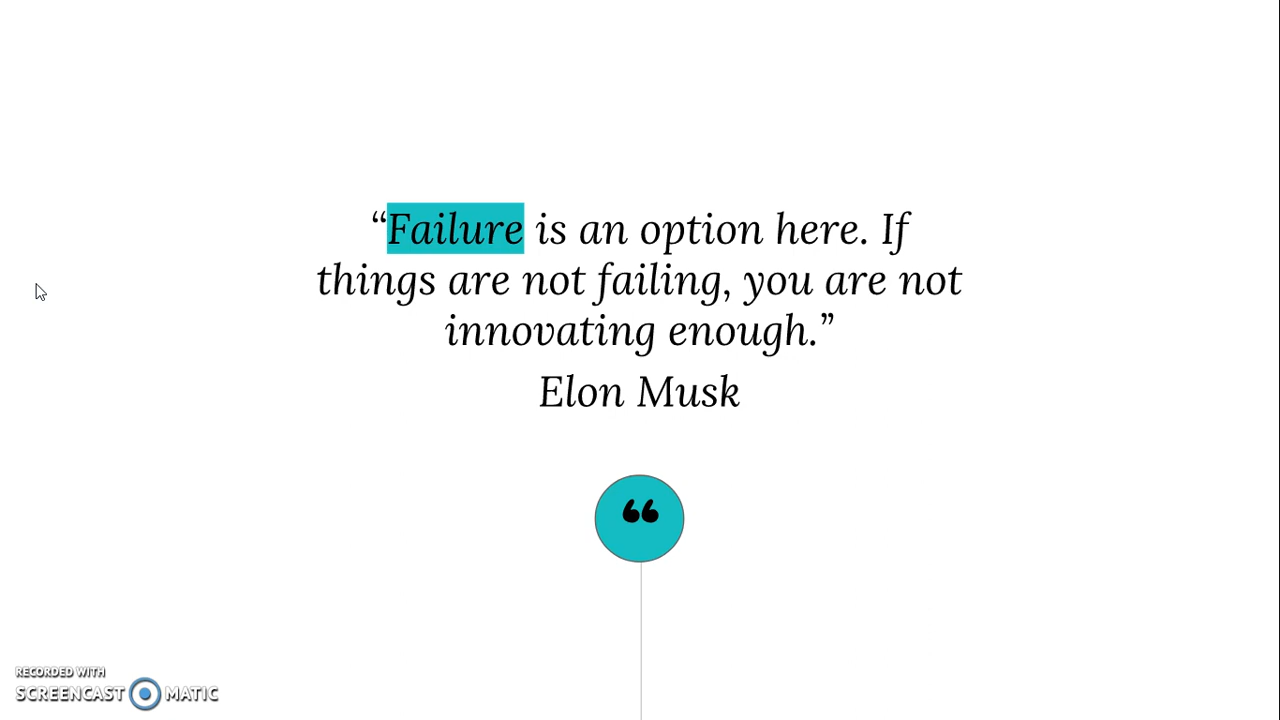 “Failure is an option here. If
things are not failing, you are not
innovating enough.”
Elon Musk
“
RECORDED WITH
SCREENCAST MATIC